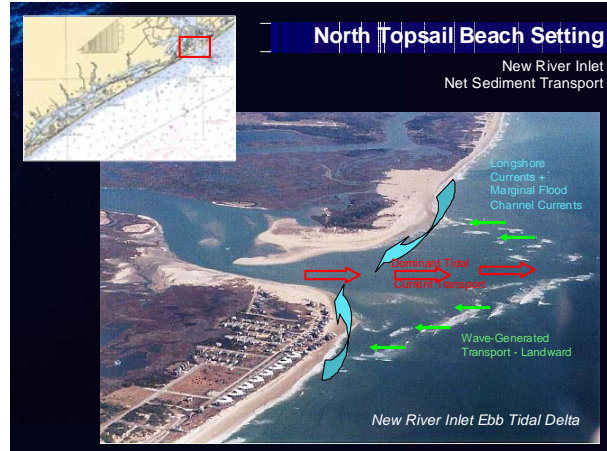 North Topsail Beach Setting
New River Inlet
Net Sediment Transport
Longshore
Currents +
Marginal Flood
Channel Currents
Dominant Tidal
Current Transport
Wave-Generated
Transport - Landward
New River Inlet Ebb Tidal Delta